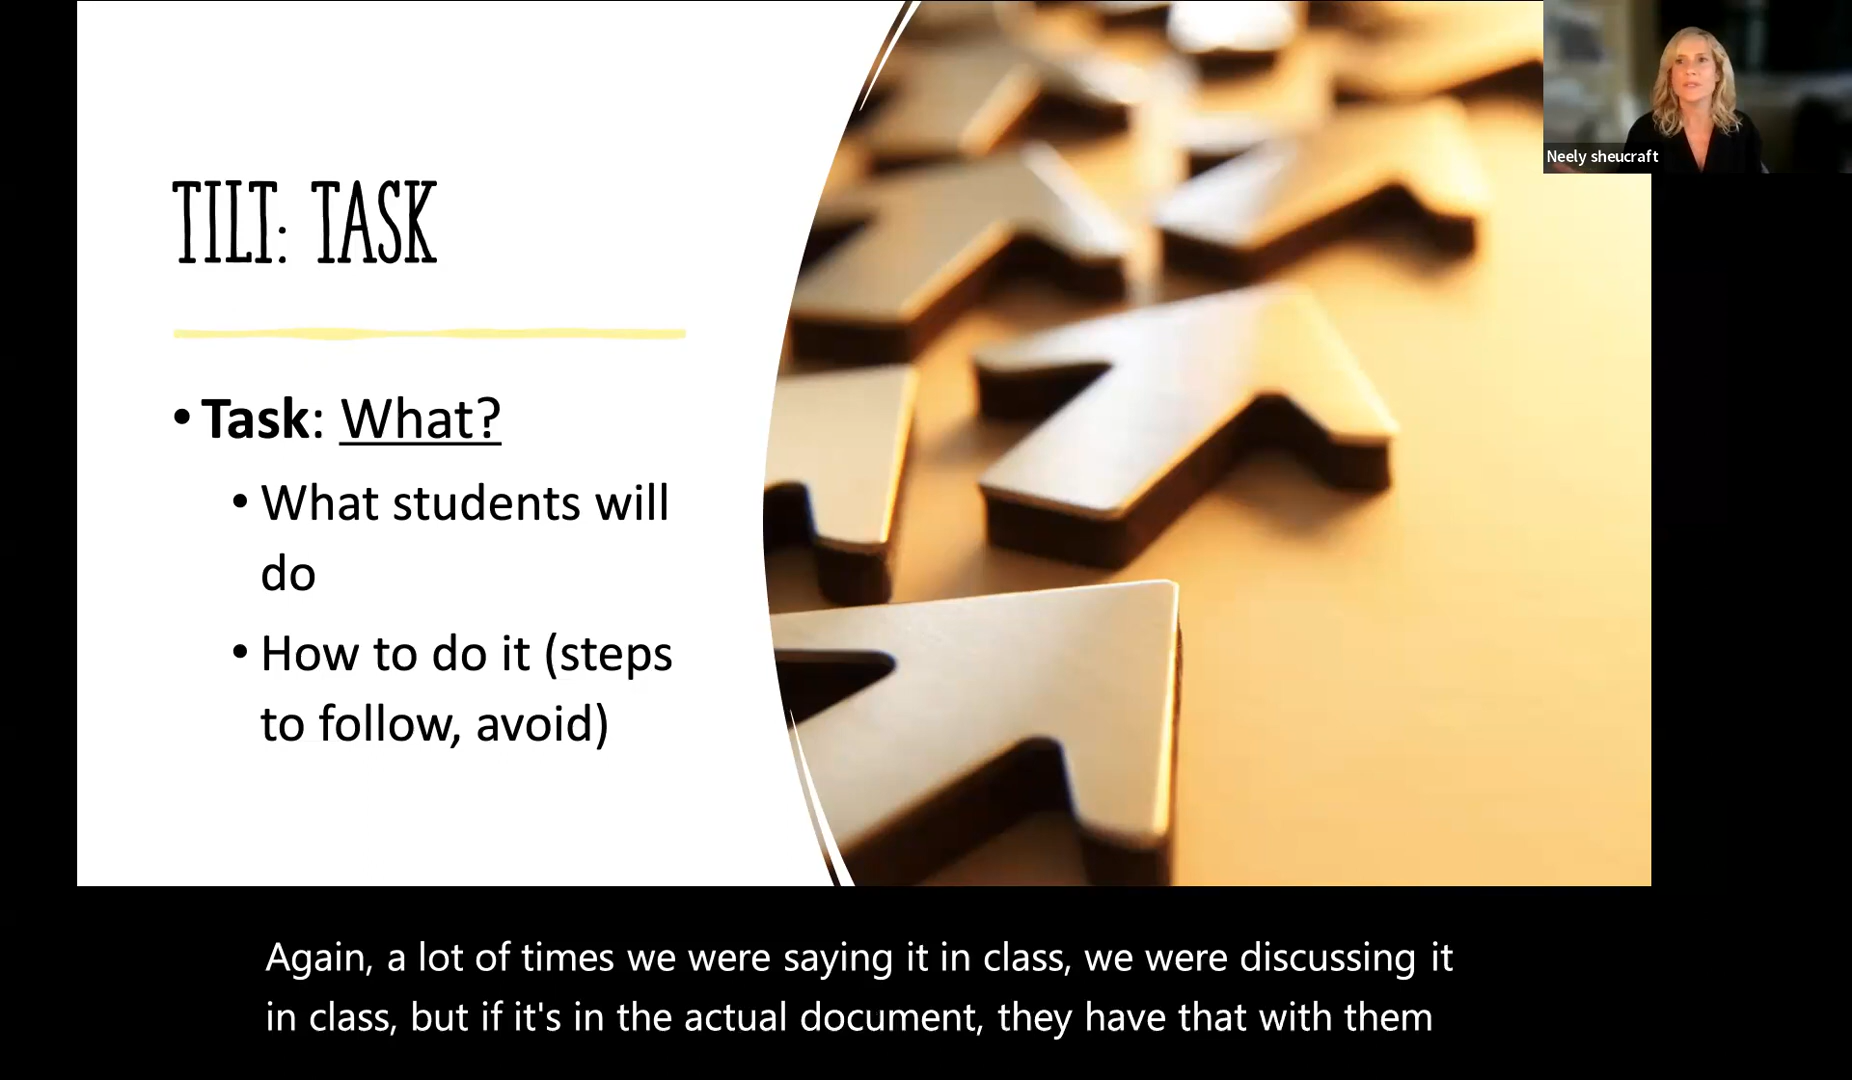 TILT: TASK
Neely sheucraft
• Task: What?
• What students will
do
• How to do it (steps
to follow, avoid)
Again, a lot of times we were saying it in class, we were discussing it
in class, but if it's in the actual document, they have that with them